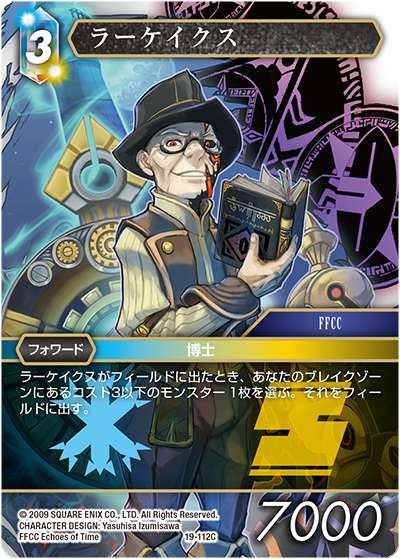 3
ラーケイクス
FFCC
フォワード
博士
ラーケイクスがフィールドに出たとき、あなたのブレイクゾー
ンにあるコスト3以下のモンスター1枚を選ぶ。それをフィー
ルドに出す。
© 2009 SQUARE ENIX CO., LTD. All Rights Reserved.
CHARACTER DESIGN: Yasuhisa Izumisawa
FFCC Echoes of Time
19-112C
7000